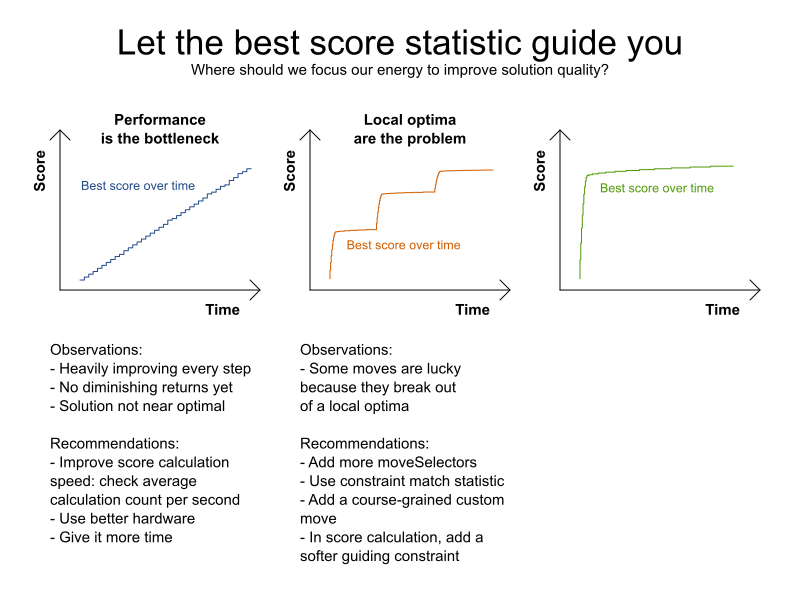 Let the best score statistic guide you
Where should we focus our energy to improve solution quality?
Performance
is the bottleneck
Score
Best score over time
Time
Observations:
- Heavily improving every step
- No diminishing returns yet
- Solution not near optimal
Recommendations:
- Improve score calculation
speed: check average
calculation count per second
- Use better hardware
- Give it more time
Local optima
are the problem
Score
Best score over time
Time
Observations:
- Some moves are lucky
because they break out
of a local optima
Recommendations:
- Add more moveSelectors
- Use constraint match statistic
- Add a course-grained custom
move
- In score calculation, add a
softer guiding constraint
Score
Best score over time
Time